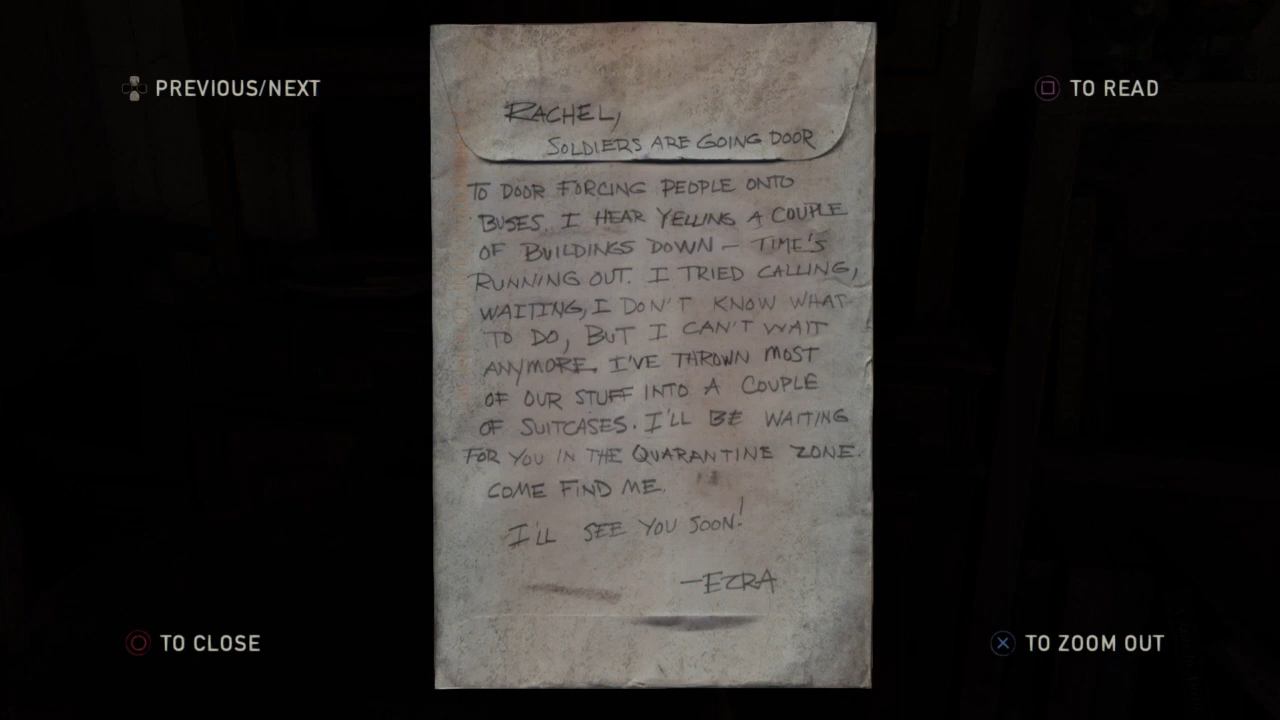 PREVIOUS/NEXT
TO READ
RACHEL,
SOLDIERS ARE GOING DOOR
TO DOOR FORCING PEOPLE ONTO
BUSES. I HEAR YELLING A COUPLE
OF BUILDINGS DOWN – TIME'S
RUNNING OUT. I TRIED CALLING,
WAITING, I DON'T KNOW WHAT
TO DO, BUT I CAN'T WAIT
ANYMORE. I'VE THROWN MOST
OF OUR STUFF INTO A COUPLE
OF SUITCASES. I'LL BE WAITING
FOR YOU IN THE QUARANTINE ZONE.
COME FIND ME.
I'LL SEE YOU SOON!
–EZRA
TO CLOSE
TO ZOOM OUT